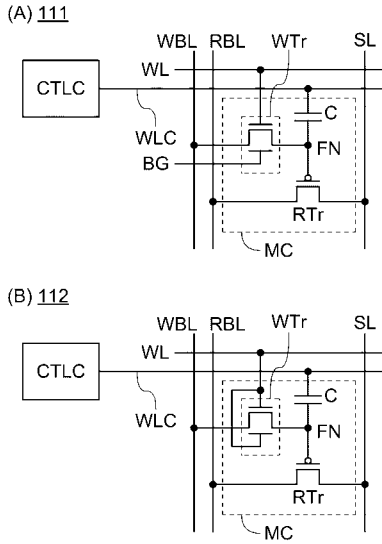 (A) 111
WBL RBL WTr SL
WL
CTLC
C
WLC
FN
BG
RTr
MC
(B) 112
WBL RBL WTr SL
WL
CTLC
C
WLC
FN
RTr
MC